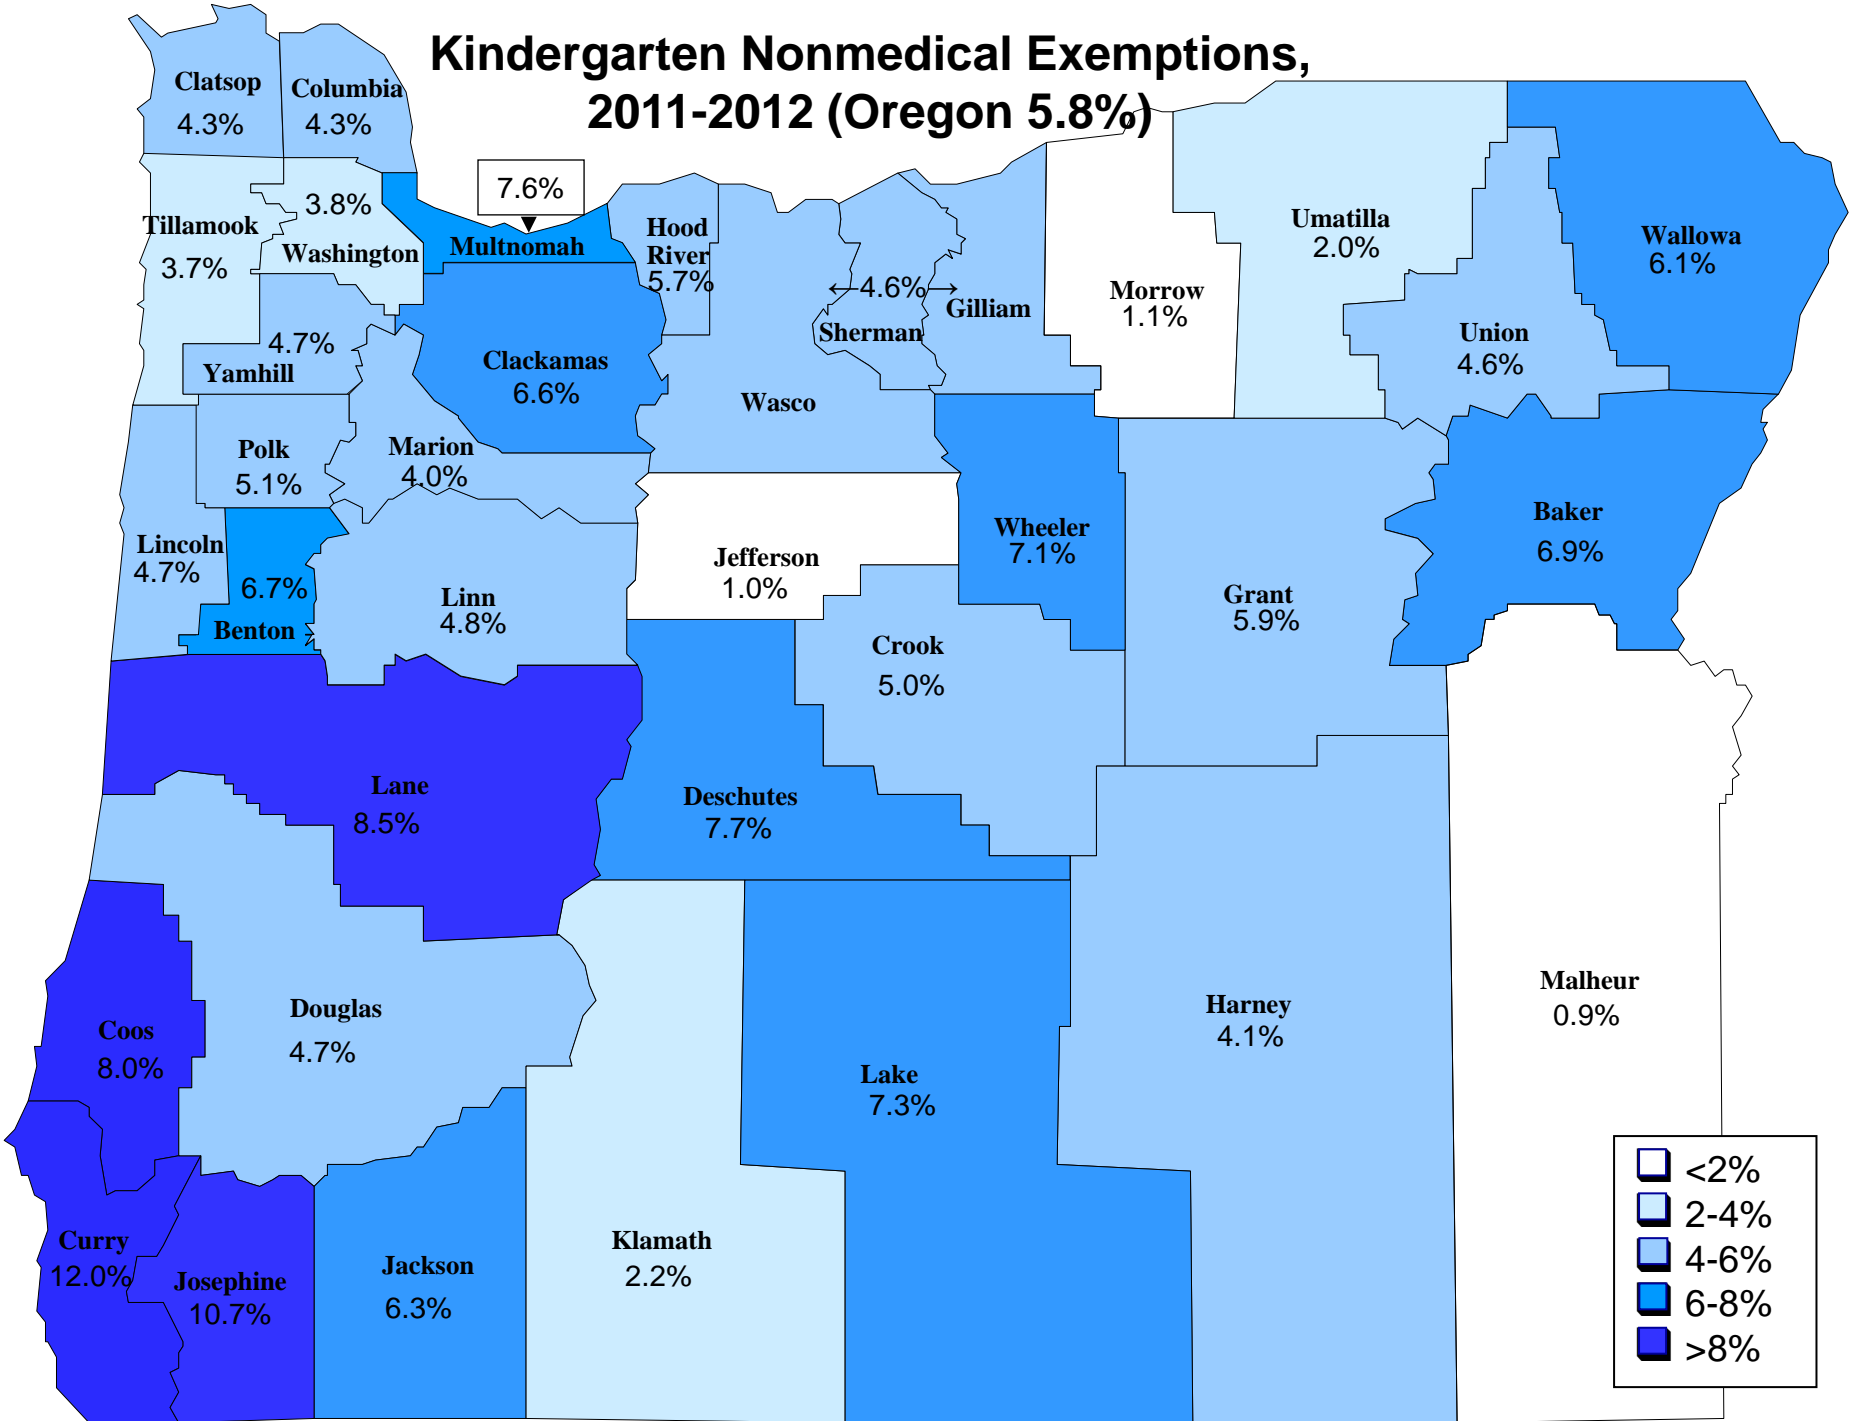 Kindergarten Nonmedical Exemptions,
2011-2012 (Oregon 5.8%)
Clatsop
4.3%
Columbia
4.3%
7.6%
Multnomah
Tillamook
3.7%
3.8%
Washington
Hood
River
5.7%
4.6%
Sherman
Gilliam
Morrow
1.1%
Umatilla
2.0%
Wallowa
6.1%
Union
4.6%
4.7%
Yamhill
Clackamas
6.6%
Wasco
Polk
5.1%
Marion
4.0%
Lincoln
4.7%
6.7%
Benton
Linn
4.8%
Jefferson
1.0%
Wheeler
7.1%
Grant
5.9%
Baker
6.9%
Crook
5.0%
Lane
8.5%
Deschutes
7.7%
Coos
8.0%
Douglas
4.7%
Lake
7.3%
Harney
4.1%
Malheur
0.9%
Curry
12.0%
Josephine
10.7%
Jackson
6.3%
Klamath
2.2%
<2%
2-4%
4-6%
6-8%
>8%